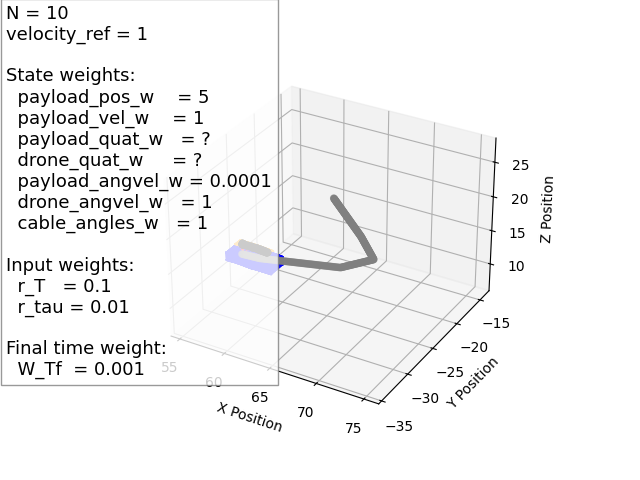 N = 10
velocity_ref = 1
State weights:
payload_pos_w = 5
payload_vel_w = 1
payload_quat_w = ?
drone_quat_w = ?
payload_angvel_w = 0.0001
drone_angvel_w = 1
cable_angles_w = 1
Input weights:
r_T = 0.1
r_tau = 0.01
Final time weight:
W_Tf = 0.001
55
60
65
70
75
X Position
−35
−30
−25
−20
−15
Y Position
10
15
20
25
Z Position